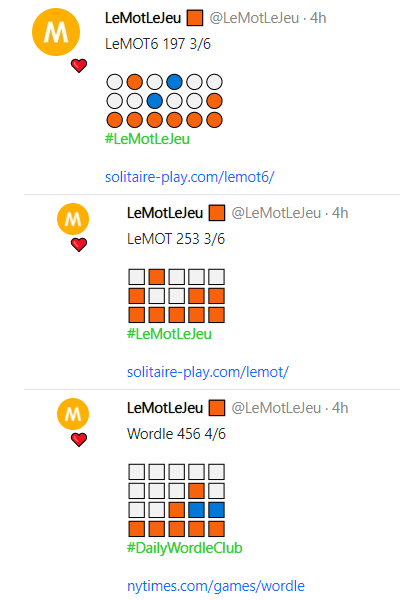 LeMotLeJeu @LeMotLeJeu · 4h
M
LeMOT6 197 3/6
#LeMotLeJeu
solitaire-play.com/lemot6/
LeMotLeJeu @LeMotLeJeu · 4h
M
LeMOT 253 3/6
#LeMotLeJeu
solitaire-play.com/lemot/
LeMotLeJeu @LeMotLeJeu · 4h
M
Wordle 456 4/6
#DailyWordleClub
nytimes.com/games/wordle